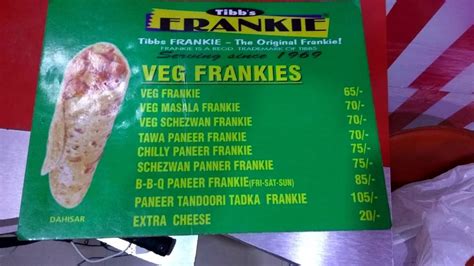 Tibb's
FRANKIE
Tibbs FRANKIE - The Original Frankie!
FRANKIE IS A REGD. TRADEMARK OF TIBBS
Serving since 1969
VEG FRANKIES
VEG FRANKIE 65/-
VEG MASALA FRANKIE 70/-
VEG SCHEZWAN FRANKIE 70/-
TAWA PANEER FRANKIE 70/-
CHILLY PANEER FRANKIE 75/-
SCHEZWAN PANNER FRANKIE 75/-
B-B-Q PANEER FRANKIE(FRI-SAT-SUN) 85/-
PANEER TANDOORI TADKA FRANKIE 105/-
EXTRA CHEESE 20/-
DAHISAR